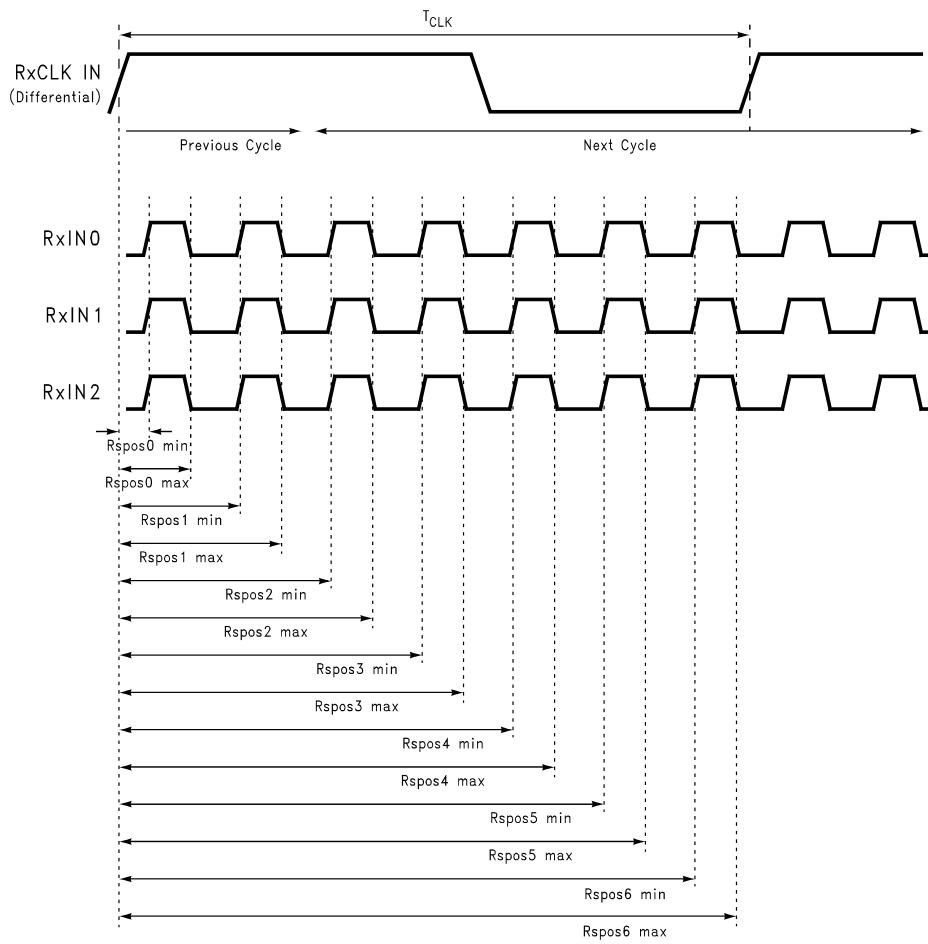 TCLK
RxCLK IN
(Differential)
Previous Cycle
Next Cycle
RxIN0
RxIN1
RxIN2
Rspos0 min
Rspos0 max
Rspos1 min
Rspos1 max
Rspos2 min
Rspos2 max
Rspos3 min
Rspos3 max
Rspos4 min
Rspos4 max
Rspos5 min
Rspos5 max
Rspos6 min
Rspos6 max